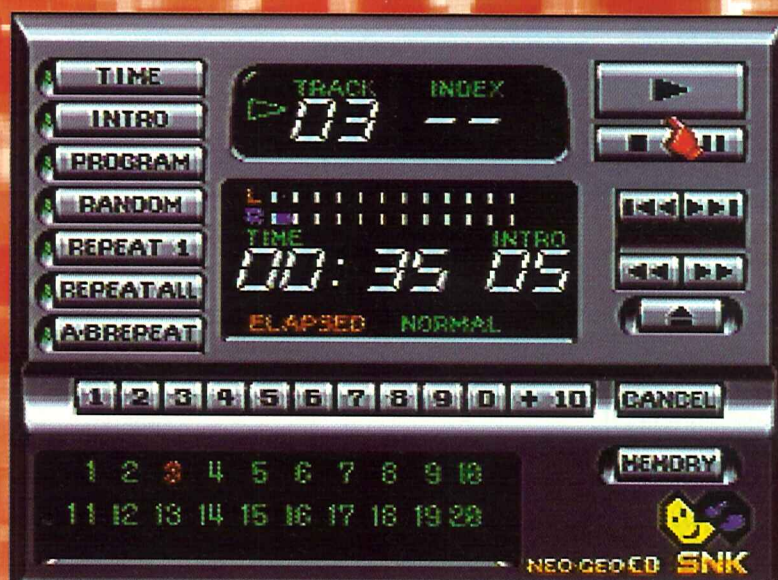 TIME
INTRO
PROGRAM
RANDOM
REPEAT 1
REPEAT ALL
A-B REPEAT
TRACK INDEX
03 --
L
R
TIME INTRO
00: 35 05
ELAPSED NORMAL
1 2 3 4 5 6 7 8 9 0 + 10 CANCEL
MEMORY
1 2 3 4 5 6 7 8 9 10
11 12 13 14 15 16 17 18 19 20
NEO·GEO CD SNK